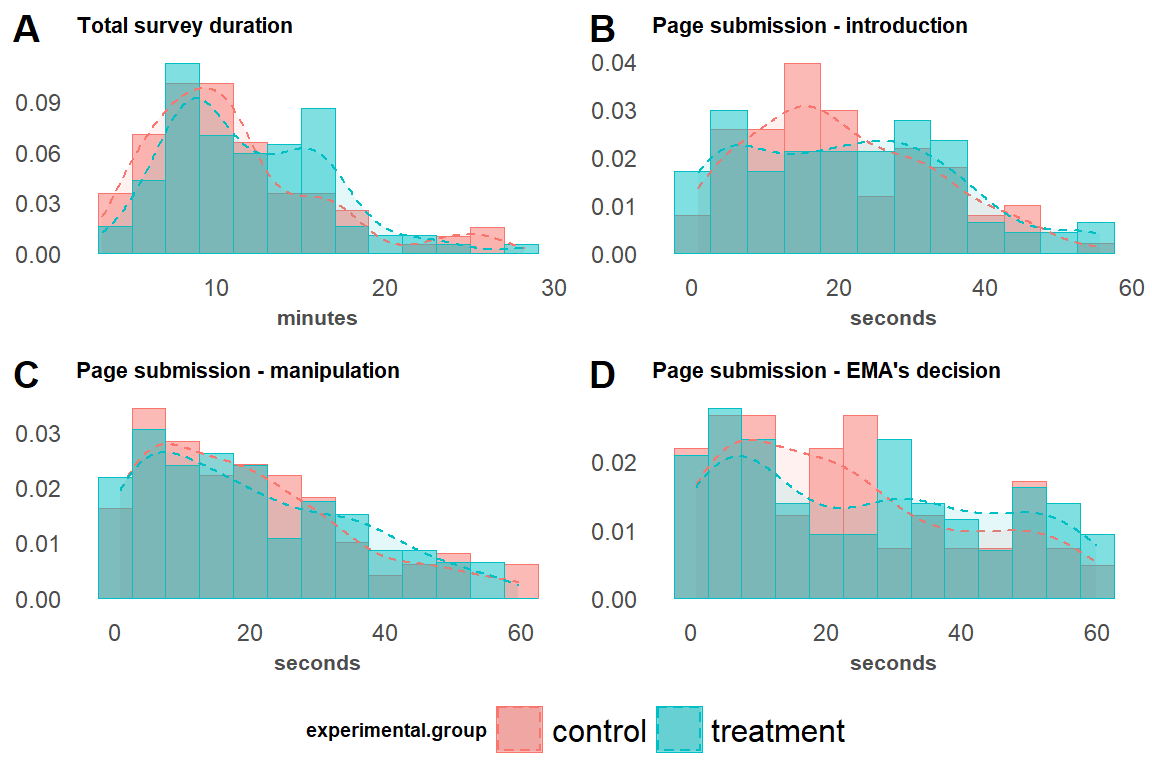 A Total survey duration
0.09
0.06
0.03
0.00
10 20 30
minutes
B Page submission - introduction
0.04
0.03
0.02
0.01
0.00
0 20 40 60
seconds
C Page submission - manipulation
0.03
0.02
0.01
0.00
0 20 40 60
seconds
D Page submission - EMA's decision
0.02
0.01
0.00
0 20 40 60
seconds
experimental.group control treatment